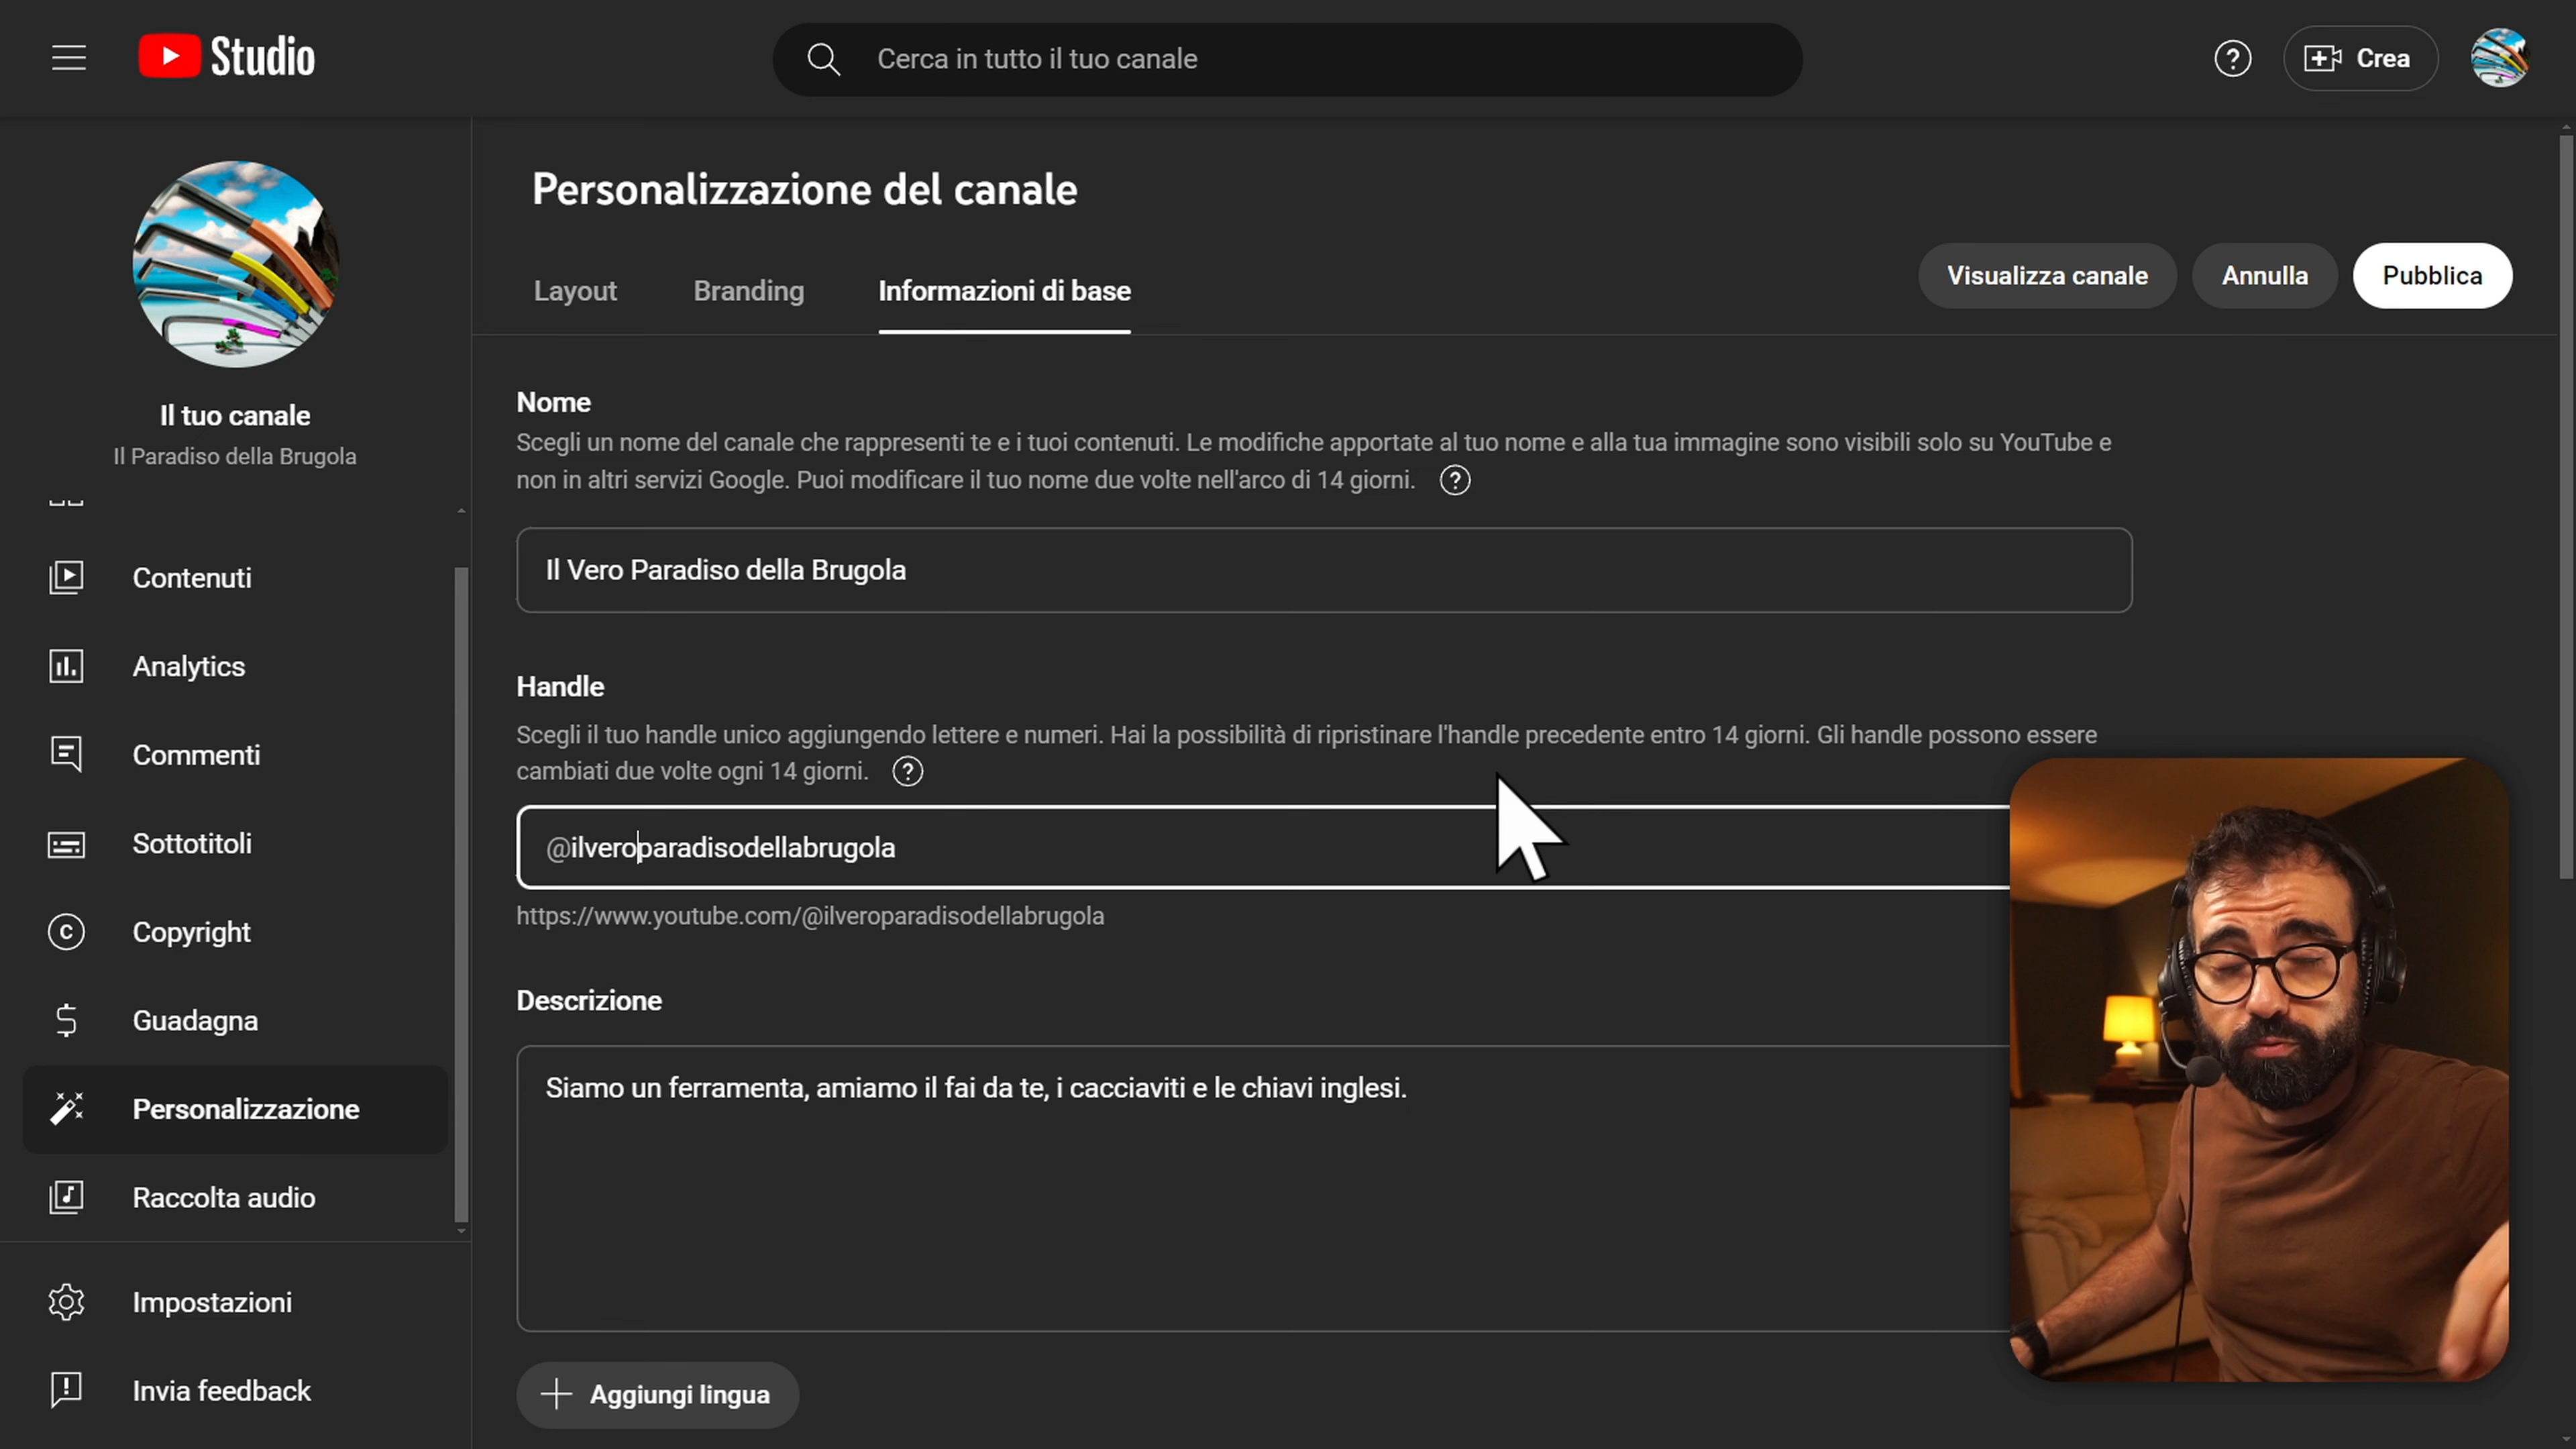 Studio
Cerca in tutto il tuo canale
Crea
Il tuo canale
Il Paradiso della Brugola
Contenuti
Analytics
Commenti
Sottotitoli
Copyright
Guadagna
Personalizzazione
Raccolta audio
Impostazioni
Invia feedback
Personalizzazione del canale
Layout
Branding
Informazioni di base
Visualizza canale
Annulla
Pubblica
Nome
Scegli un nome del canale che rappresenti te e i tuoi contenuti. Le modifiche apportate al tuo nome e alla tua immagine sono visibili solo su YouTube e
non in altri servizi Google. Puoi modificare il tuo nome due volte nell'arco di 14 giorni.
Il Vero Paradiso della Brugola
Handle
Scegli il tuo handle unico aggiungendo lettere e numeri. Hai la possibilità di ripristinare l'handle precedente entro 14 giorni. Gli handle possono essere
cambiati due volte ogni 14 giorni.
@ilveroparadisodellabrugola
https://www.youtube.com/@ilveroparadisodellabrugola
Descrizione
Siamo un ferramenta, amiamo il fai da te, i cacciaviti e le chiavi inglesi.
Aggiungi lingua